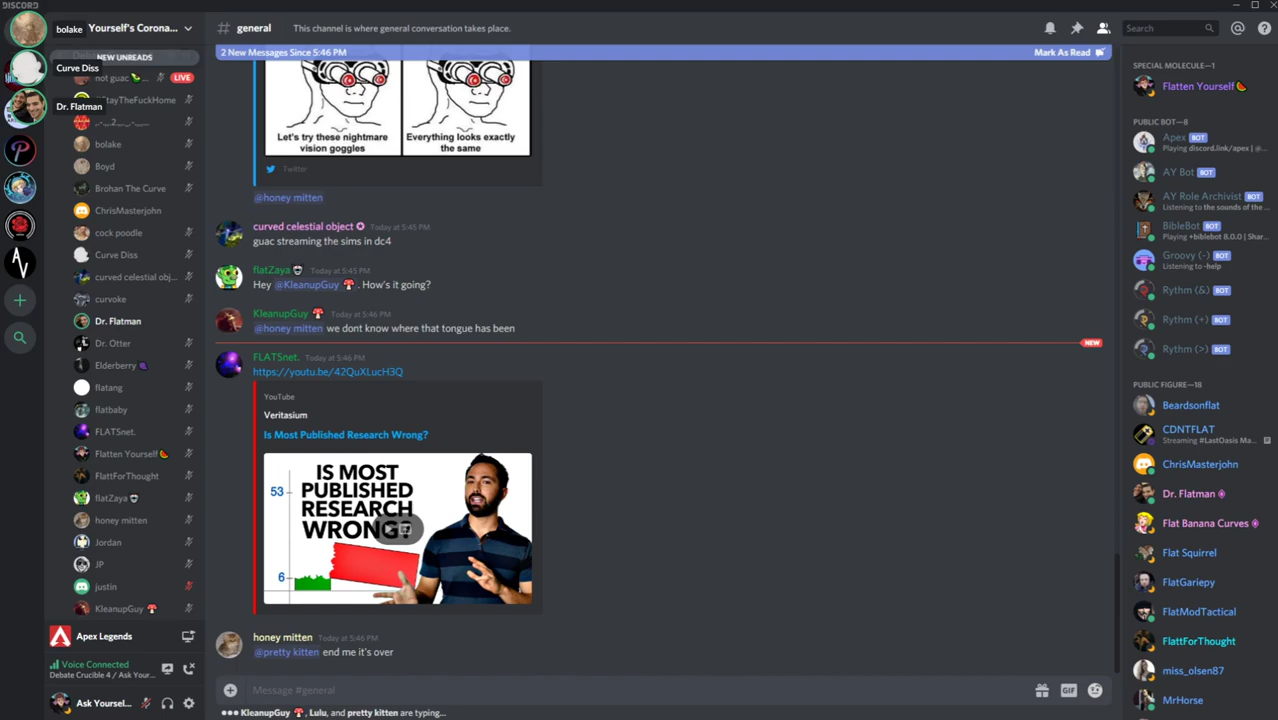 DISCORD
bolake
Yourself's Corona...
NEW UNREADS
Curve Diss
not guac
LIVE
#StayTheFuckHome
Dr. Flatman
bolake
Boyd
Brohan The Curve
ChrisMasterjohn
cock poodle
Curve Diss
curved celestial obj...
curvoke
Dr. Flatman
Dr. Otter
Elderberry
flatang
flatbaby
FLATSnet.
Flatten Yourself
FlattForThought
flatZaya
honey mitten
Jordan
JP
justin
KleanupGuy
Apex Legends
Voice Connected
Debate Crucible 4 / Ask Your...
Ask Yoursel...
# general
This channel is where general conversation takes place.
Search
2 New Messages Since 5:46 PM
Mark As Read
Let's try these nightmare
vision goggles
Everything looks exactly
the same
Twitter
@honey mitten
curved celestial object Today at 5:45 PM
guac streaming the sims in dc4
flatZaya Today at 5:45 PM
Hey @KleanupGuy . How's it going?
KleanupGuy Today at 5:46 PM
@honey mitten we dont know where that tongue has been
NEW
FLATSnet. Today at 5:46 PM
https://youtu.be/42QuXLucH3Q
YouTube
Veritasium
Is Most Published Research Wrong?
IS MOST
PUBLISHED
RESEARCH
WRONG?
53
6
honey mitten Today at 5:46 PM
@pretty kitten end me it's over
Message #general
GIF
KleanupGuy , Lulu, and pretty kitten are typing...
SPECIAL MOLECULE—1
Flatten Yourself
PUBLIC BOT—8
Apex BOT
Playing discord.link/apex | @...
AY Bot BOT
AY Role Archivist BOT
Listening to the sounds of the...
BibleBot BOT
Playing +biblebot 8.0.0 | Shar...
Groovy (-) BOT
Listening to -help
Rythm (&) BOT
Rythm (+) BOT
Rythm (>) BOT
PUBLIC FIGURE—18
Beardsonflat
CDNTFLAT
Streaming #LastOasis Ma...
ChrisMasterjohn
Dr. Flatman
Flat Banana Curves
Flat Squirrel
FlatGariepy
FlatModTactical
FlattForThought
miss_olsen87
MrHorse